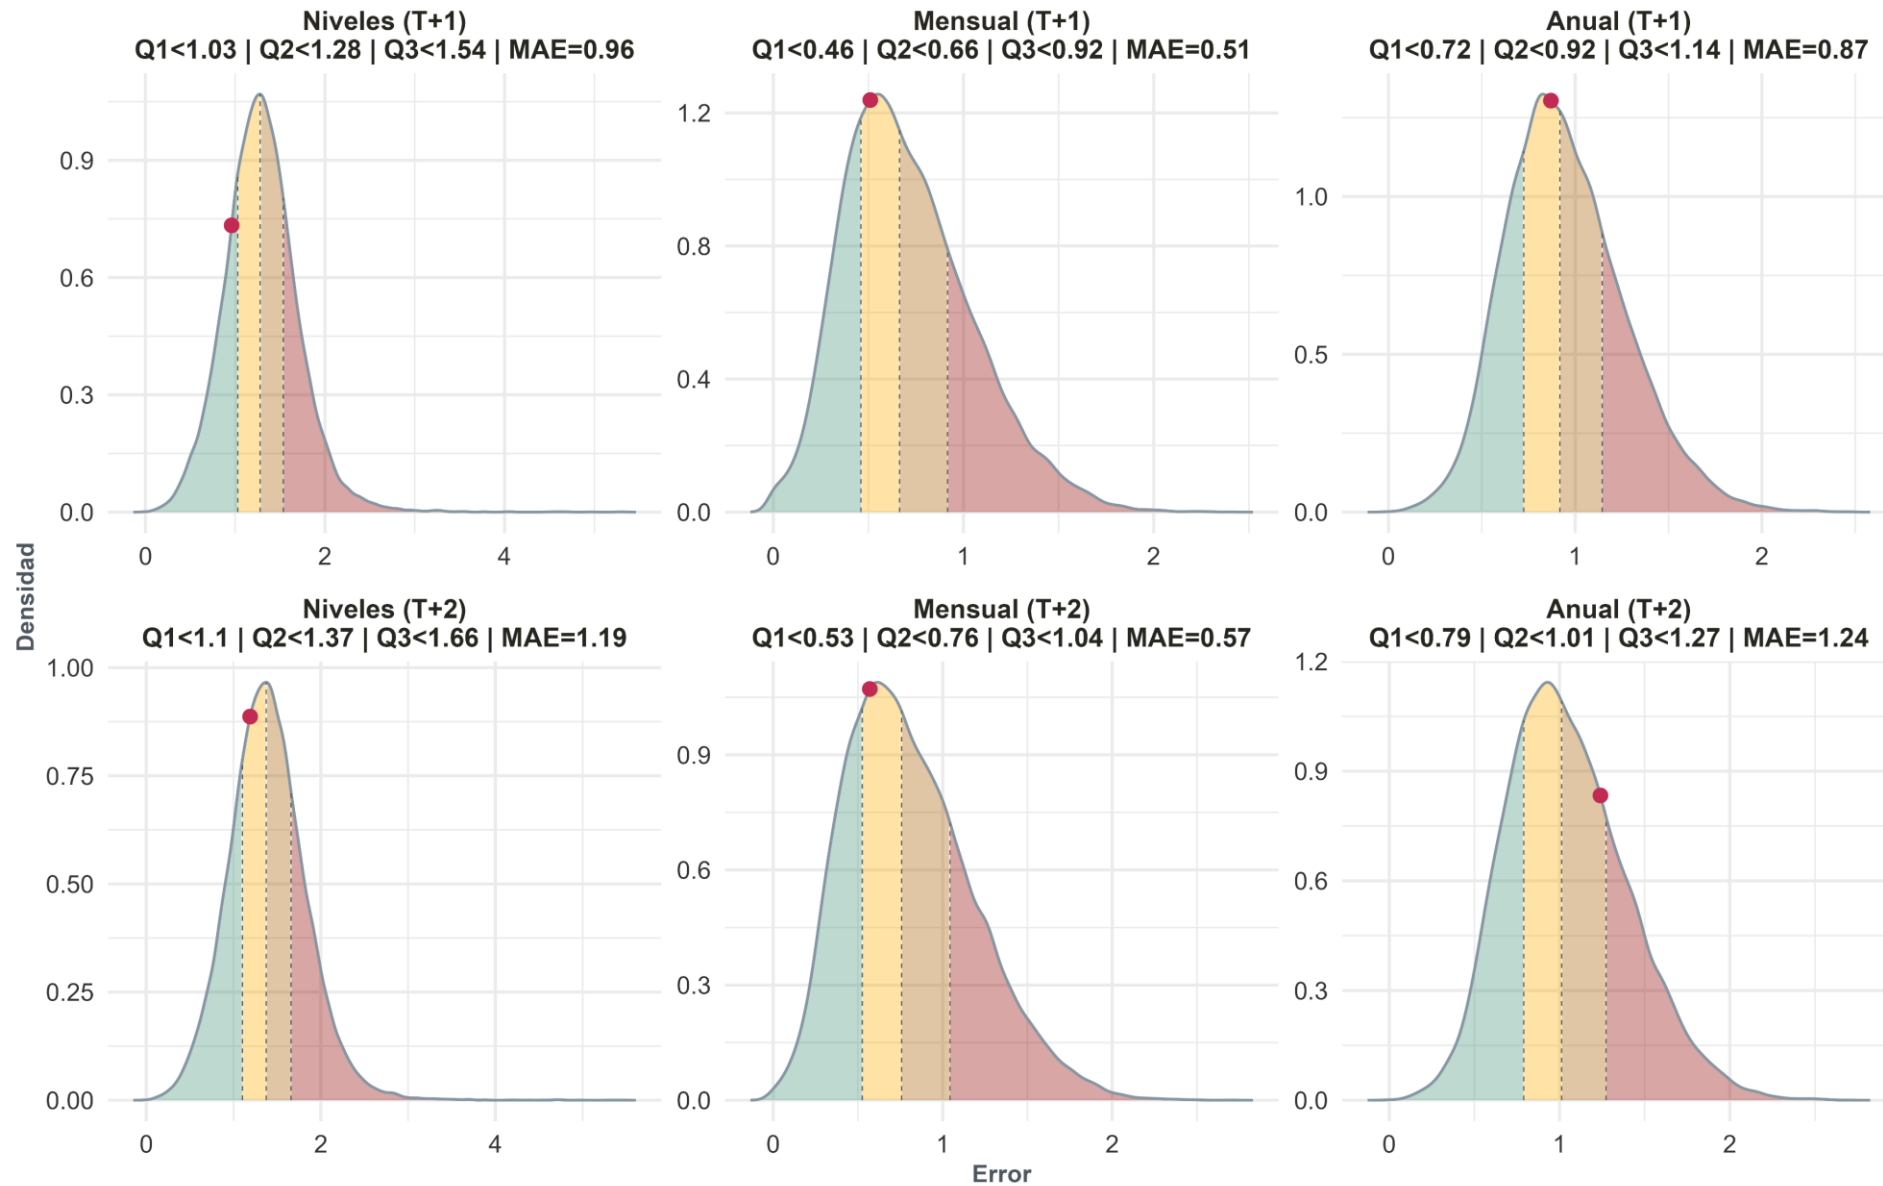 Niveles (T+1)
Q1<1.03 | Q2<1.28 | Q3<1.54 | MAE=0.96
0.9
0.6
0.3
0.0
0 2 4
Mensual (T+1)
Q1<0.46 | Q2<0.66 | Q3<0.92 | MAE=0.51
1.2
0.8
0.4
0.0
0 1 2
Anual (T+1)
Q1<0.72 | Q2<0.92 | Q3<1.14 | MAE=0.87
1.0
0.5
0.0
0 1 2
Densidad
Niveles (T+2)
Q1<1.1 | Q2<1.37 | Q3<1.66 | MAE=1.19
1.00
0.75
0.50
0.25
0.00
0 2 4
Mensual (T+2)
Q1<0.53 | Q2<0.76 | Q3<1.04 | MAE=0.57
0.9
0.6
0.3
0.0
0 1 2
Anual (T+2)
Q1<0.79 | Q2<1.01 | Q3<1.27 | MAE=1.24
1.2
0.9
0.6
0.3
0.0
0 1 2
Error